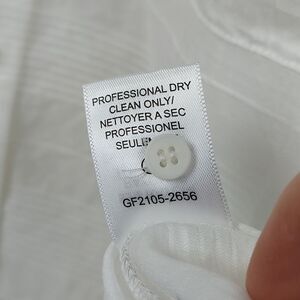 PROFESSIONAL DRY
CLEAN ONLY/
NETTOYER A SEC
PROFESSIONEL
GF2105-2656